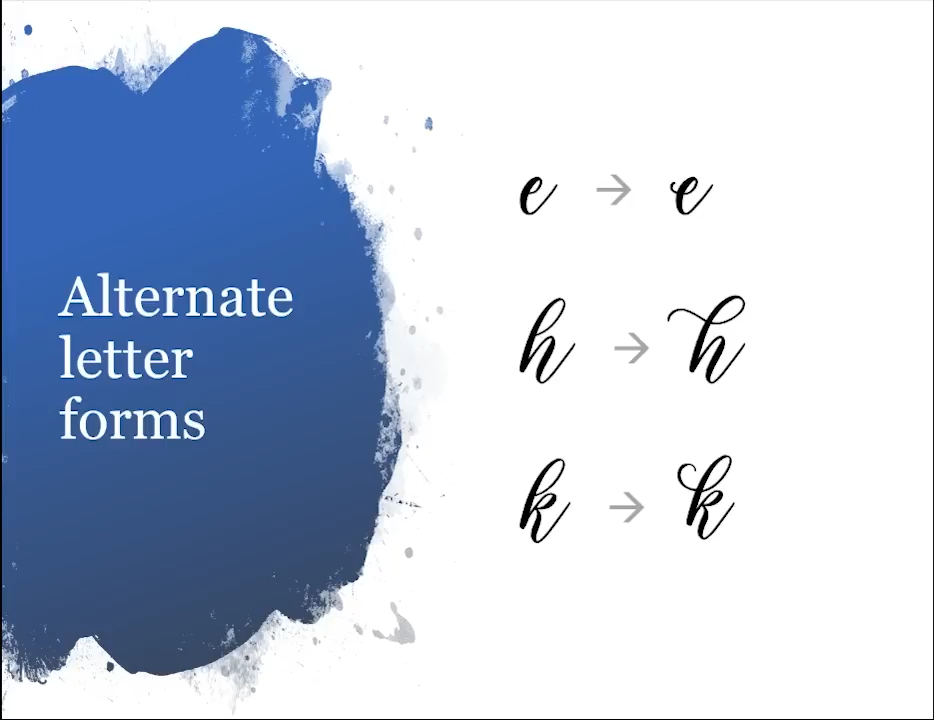 Alternate
letter
forms
e → e
h → h
k → k